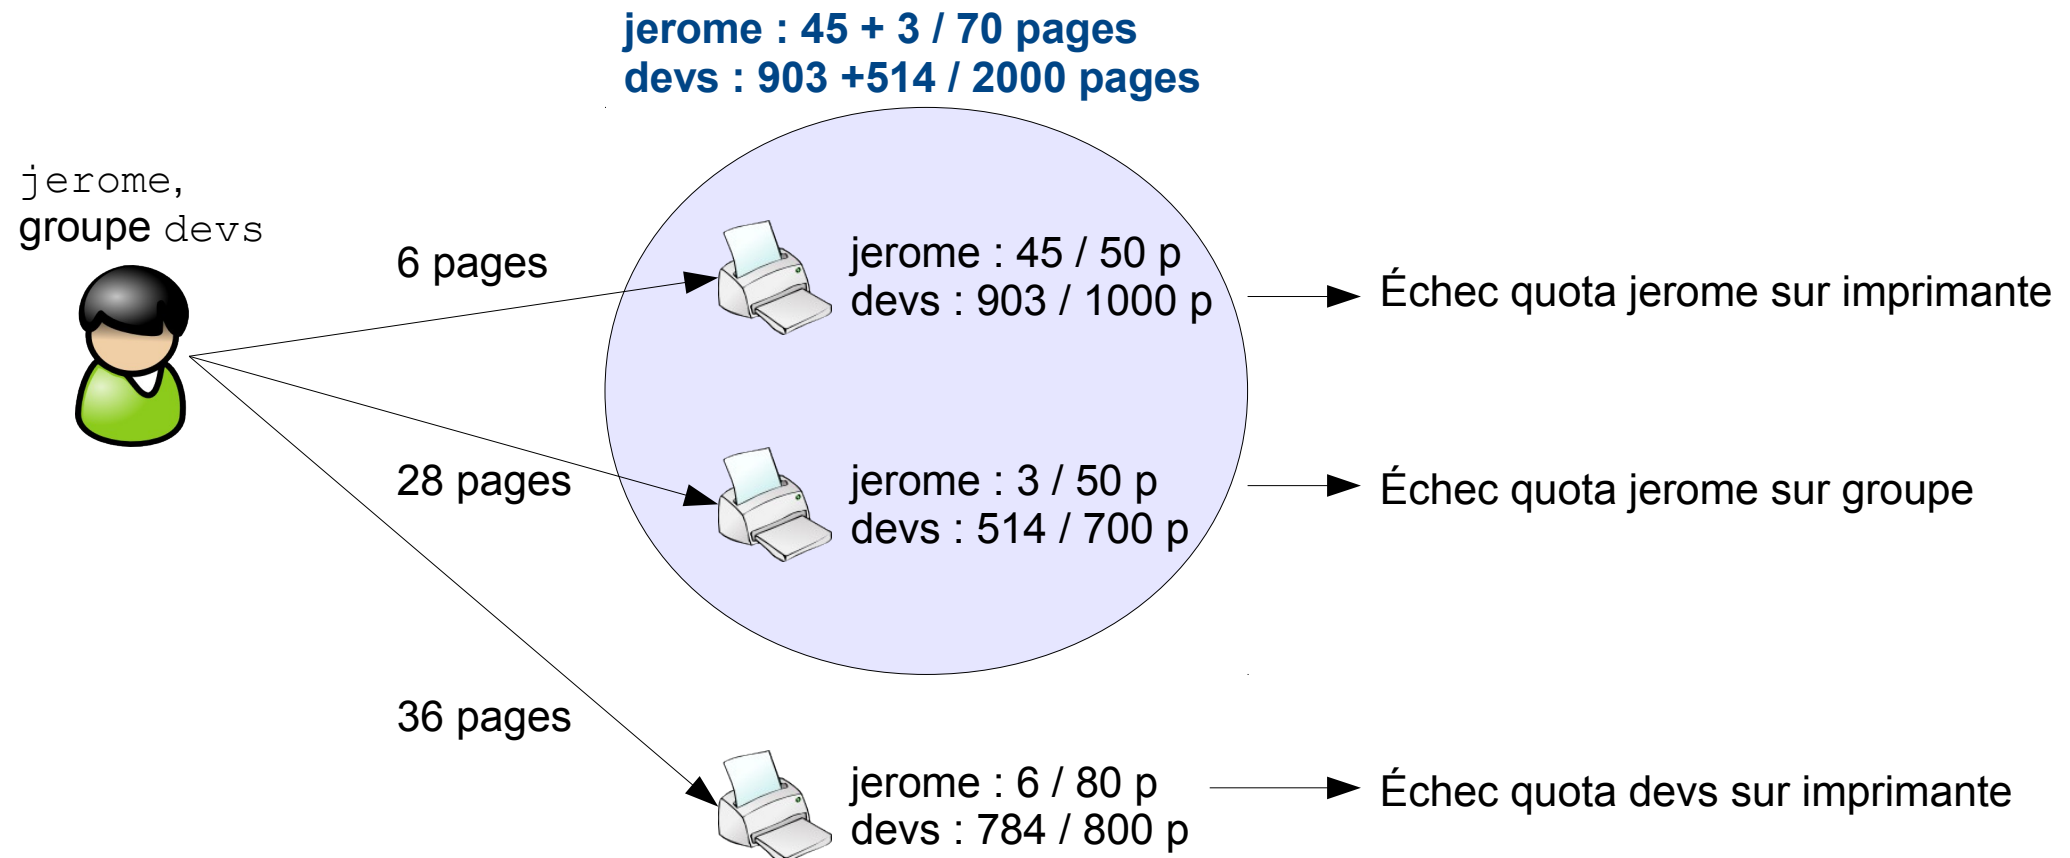 jerome : 45 + 3 / 70 pages
devs : 903 +514 / 2000 pages
jerome,
groupe devs
6 pages
jerome : 45 / 50 p
devs : 903 / 1000 p
Échec quota jerome sur imprimante
28 pages
jerome : 3 / 50 p
devs : 514 / 700 p
Échec quota jerome sur groupe
36 pages
jerome : 6 / 80 p
devs : 784 / 800 p
Échec quota devs sur imprimante